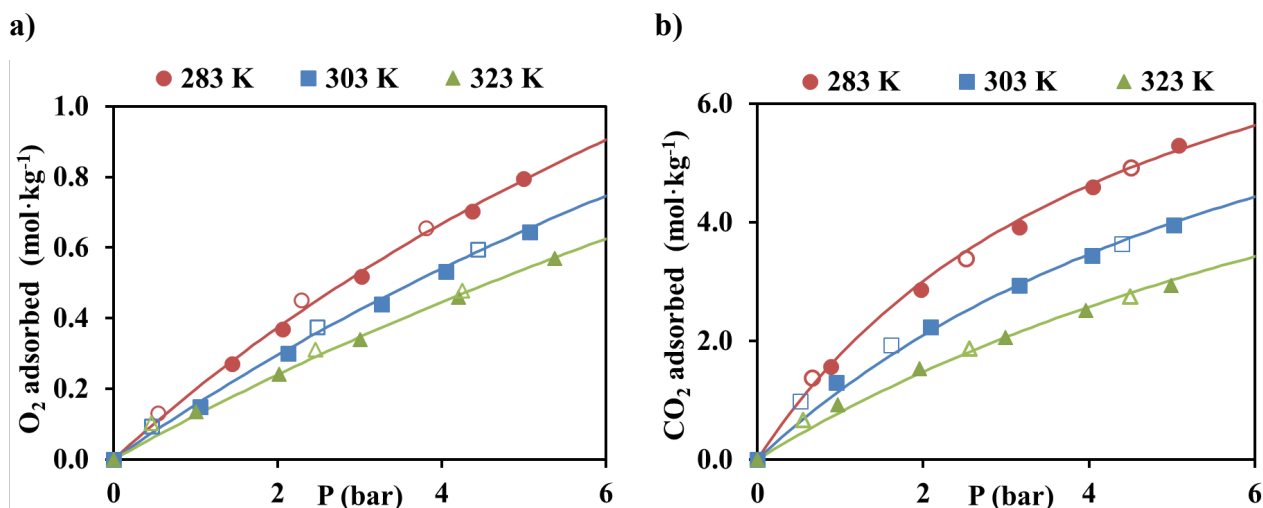 a)
283 K 303 K 323 K
O₂ adsorbed (mol·kg⁻¹)
1.0
0.8
0.6
0.4
0.2
0.0
0 2 4 6
P (bar)
b)
283 K 303 K 323 K
CO₂ adsorbed (mol·kg⁻¹)
6.0
4.0
2.0
0.0
0 2 4 6
P (bar)